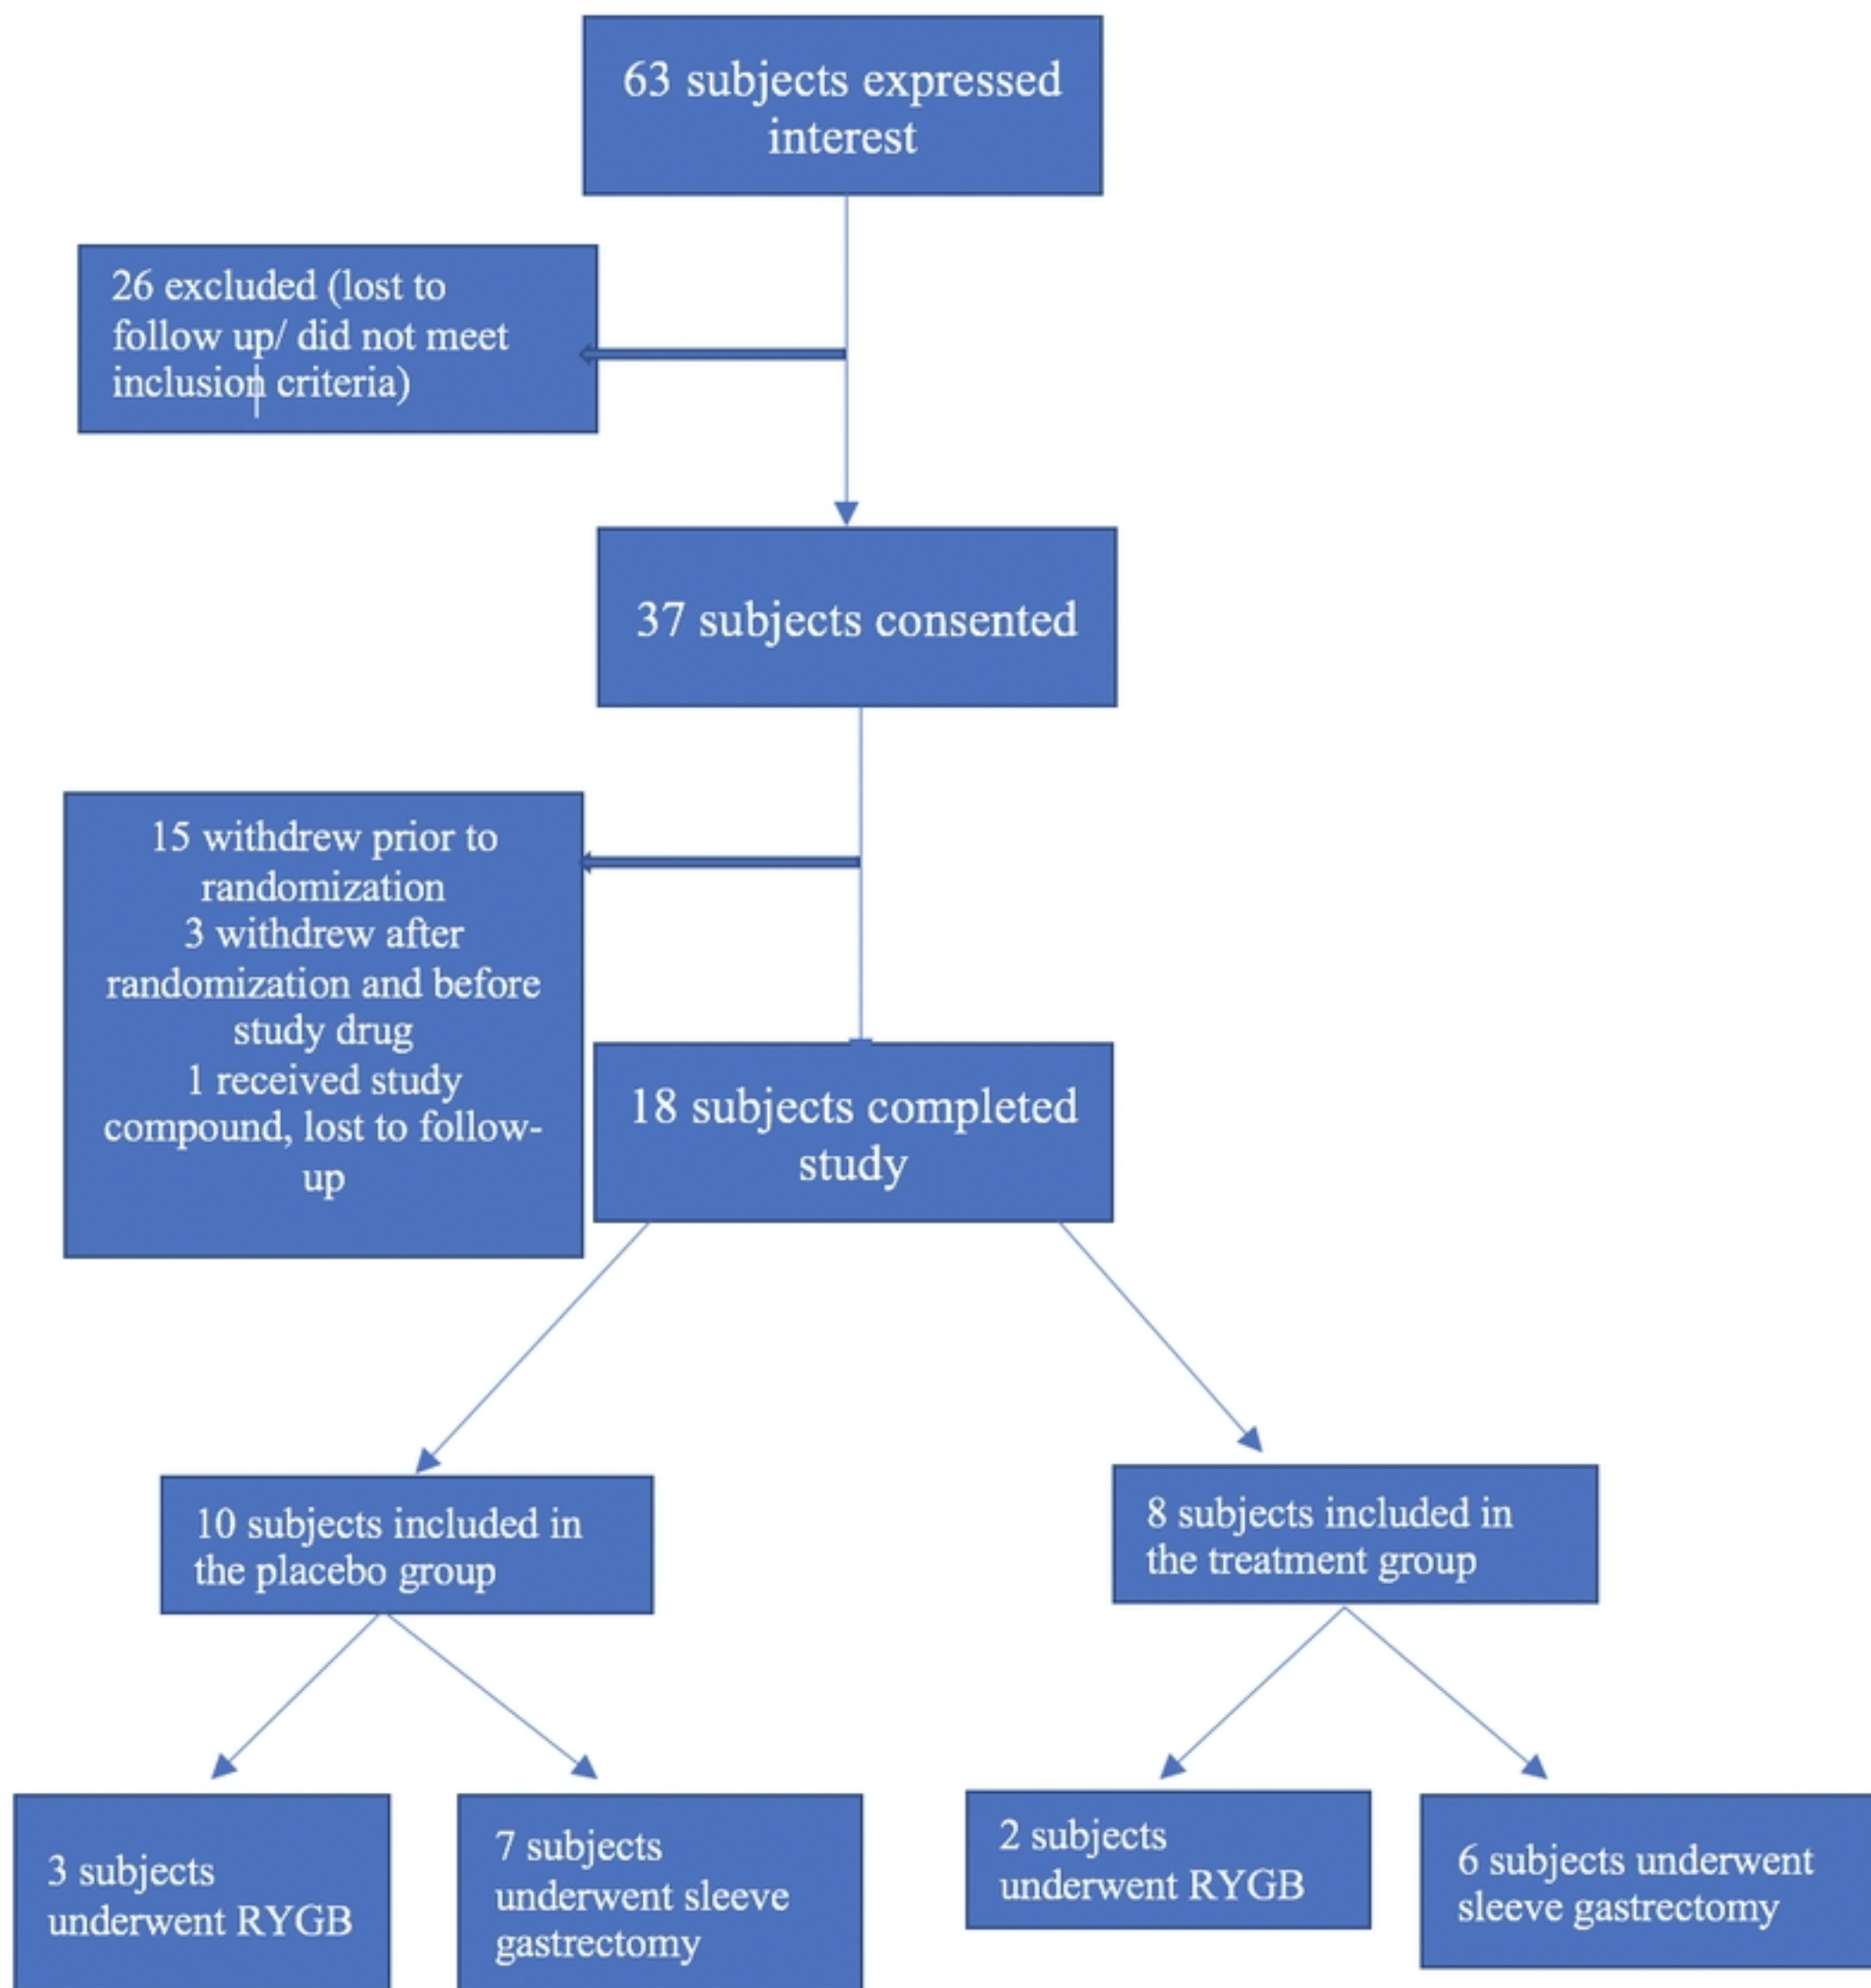 63 subjects expressed
interest
26 excluded (lost to
follow up/ did not meet
inclusion criteria)
37 subjects consented
15 withdrew prior to
randomization
3 withdrew after
randomization and before
study drug
1 received study
compound, lost to follow-
up
18 subjects completed
study
10 subjects included in
the placebo group
8 subjects included in
the treatment group
3 subjects
underwent RYGB
7 subjects
underwent sleeve
gastrectomy
2 subjects
underwent RYGB
6 subjects underwent
sleeve gastrectomy